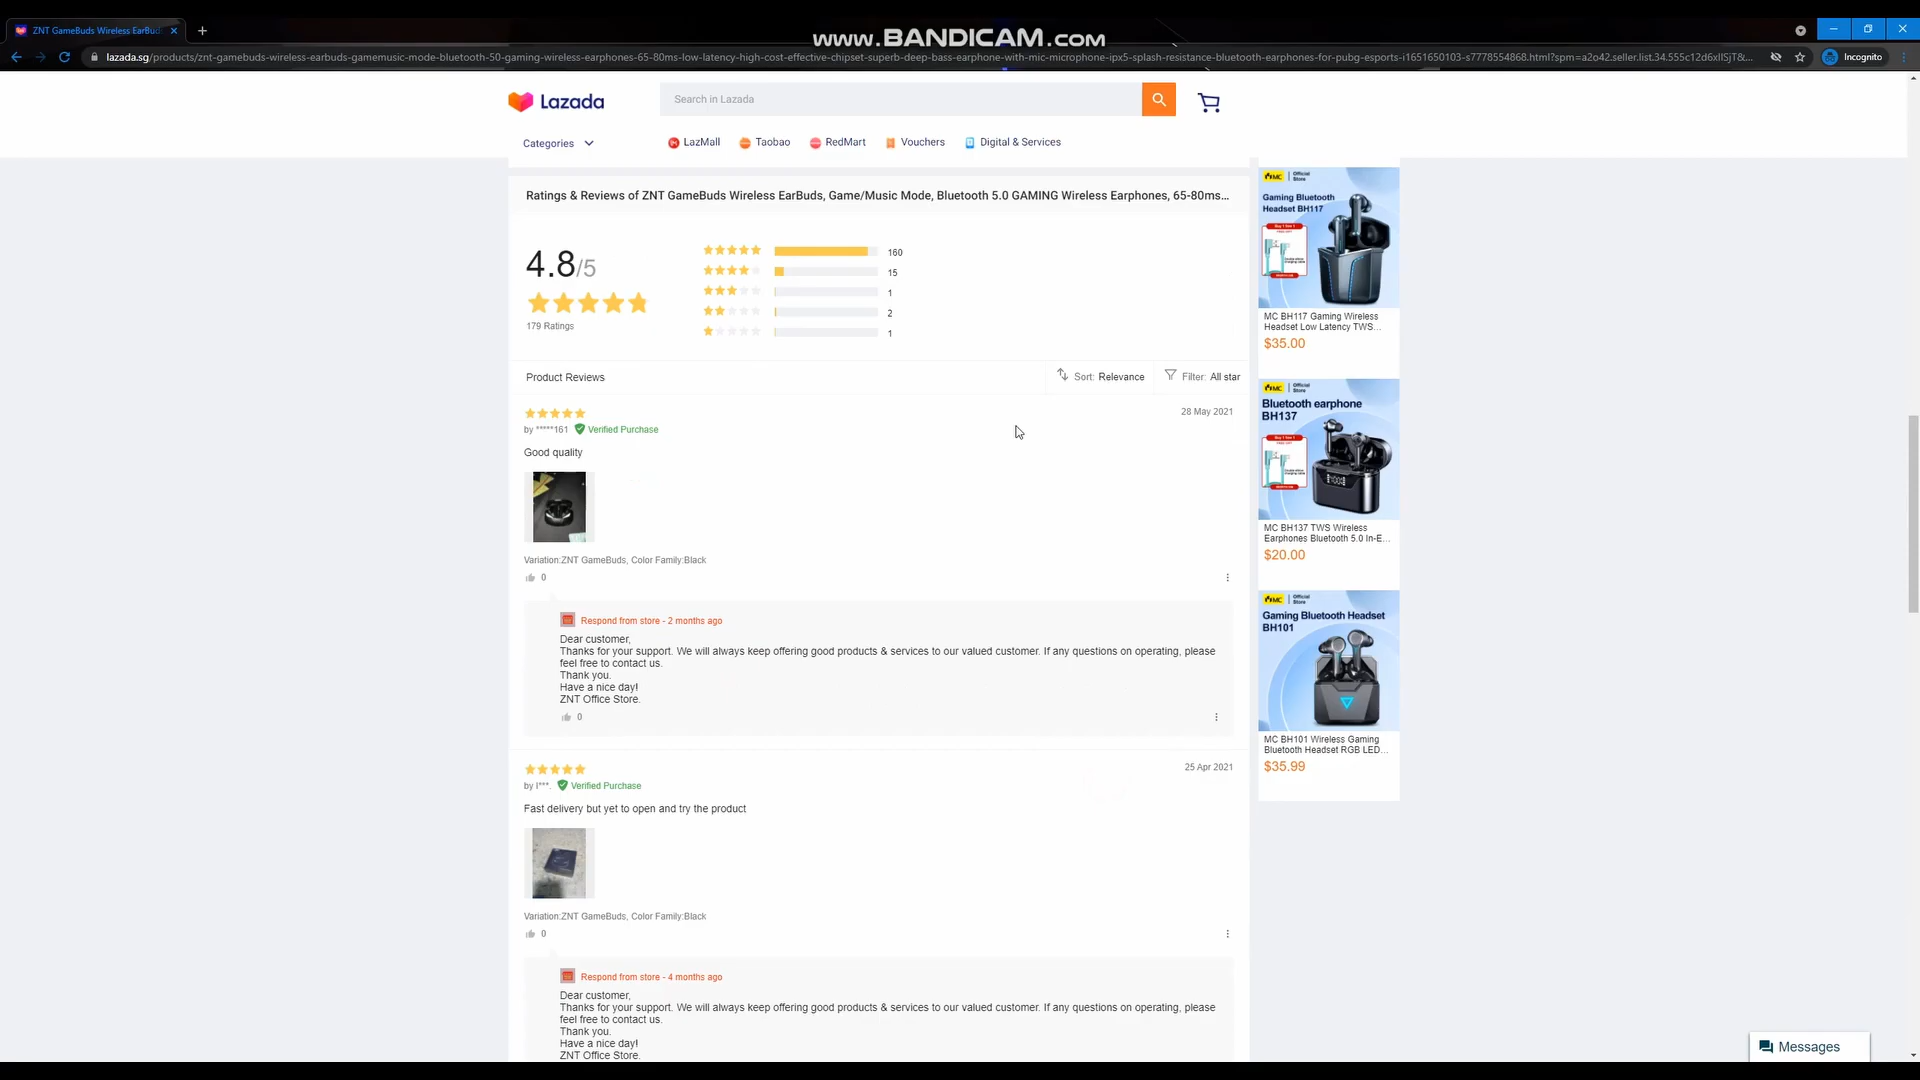 ZNT GameBuds Wireless EarBud
www.BANDICAM.com
lazada.sg/products/znt-gamebuds-wireless-earbuds-gamemusic-mode-bluetooth-50-gaming-wireless-earphones-65-80ms-low-latency-high-cost-effective-chipset-superb-deep-bass-earphone-with-mic-microphone-ipx5-splash-resistance-bluetooth-earphones-for-pubg-esports-i1651650103-s7778554868.html?spm=a2o42.seller.list.34.555c12d6xIlSjT&...
Incognito
Lazada
Search in Lazada
Categories
LazMall
Taobao
RedMart
Vouchers
Digital & Services
Ratings & Reviews of ZNT GameBuds Wireless EarBuds, Game/Music Mode, Bluetooth 5.0 GAMING Wireless Earphones, 65-80ms...
4.8/5
179 Ratings
160
15
1
2
1
Product Reviews
Sort: Relevance
Filter: All star
28 May 2021
by *****161 Verified Purchase
Good quality
Variation:ZNT GameBuds, Color Family:Black
0
Respond from store - 2 months ago
Dear customer,
Thanks for your support. We will always keep offering good products & services to our valued customer. If any questions on operating, please
feel free to contact us.
Thank you.
Have a nice day!
ZNT Office Store.
0
25 Apr 2021
by l***. Verified Purchase
Fast delivery but yet to open and try the product
Variation:ZNT GameBuds, Color Family:Black
0
Respond from store - 4 months ago
Dear customer,
Thanks for your support. We will always keep offering good products & services to our valued customer. If any questions on operating, please
feel free to contact us.
Thank you.
Have a nice day!
ZNT Office Store.
MC Official
Store
Gaming Bluetooth
Headset BH117
MC BH117 Gaming Wireless
Headset Low Latency TWS...
$35.00
MC Official
Store
Bluetooth earphone
BH137
MC BH137 TWS Wireless
Earphones Bluetooth 5.0 In-E...
$20.00
MC Official
Store
Gaming Bluetooth Headset
BH101
MC BH101 Wireless Gaming
Bluetooth Headset RGB LED...
$35.99
Messages